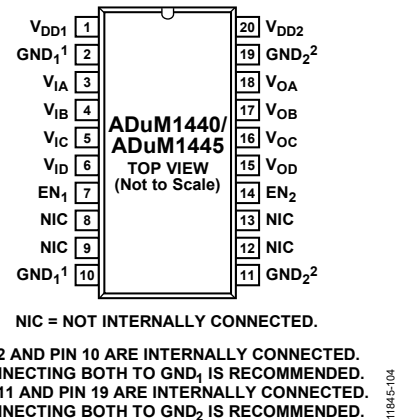 VDD1 1 20 VDD2
GND1¹ 2 19 GND2²
VIA 3 18 VOA
VIB 4 17 VOB
VIC 5 16 VOC
VID 6 15 VOD
EN1 7 14 EN2
NIC 8 13 NIC
NIC 9 12 NIC
GND1¹ 10 11 GND2²
ADuM1440/
ADuM1445
TOP VIEW
(Not to Scale)
NIC = NOT INTERNALLY CONNECTED.
2 AND PIN 10 ARE INTERNALLY CONNECTED.
NNECTING BOTH TO GND1 IS RECOMMENDED.
11 AND PIN 19 ARE INTERNALLY CONNECTED.
NNECTING BOTH TO GND2 IS RECOMMENDED.
11845-104